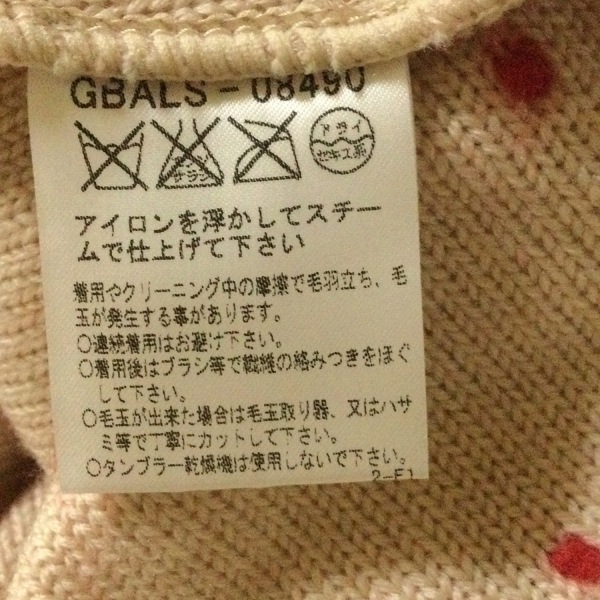 GBALS-08490
エンソ
サラシ
ドライ
セキユ系
アイロンを浮かしてスチー
ムで仕上げて下さい
着用やクリーニング中の摩擦で毛羽立ち、毛
玉が発生する事があります。
○連続着用はお避け下さい。
○着用後はブラシ等で繊維の絡みつきをほぐ
して下さい。
○毛玉が出来た場合は毛玉取り器、又はハサ
ミ等で丁寧にカットして下さい。
○タンブラー乾燥機は使用しないで下さい。
2-F1